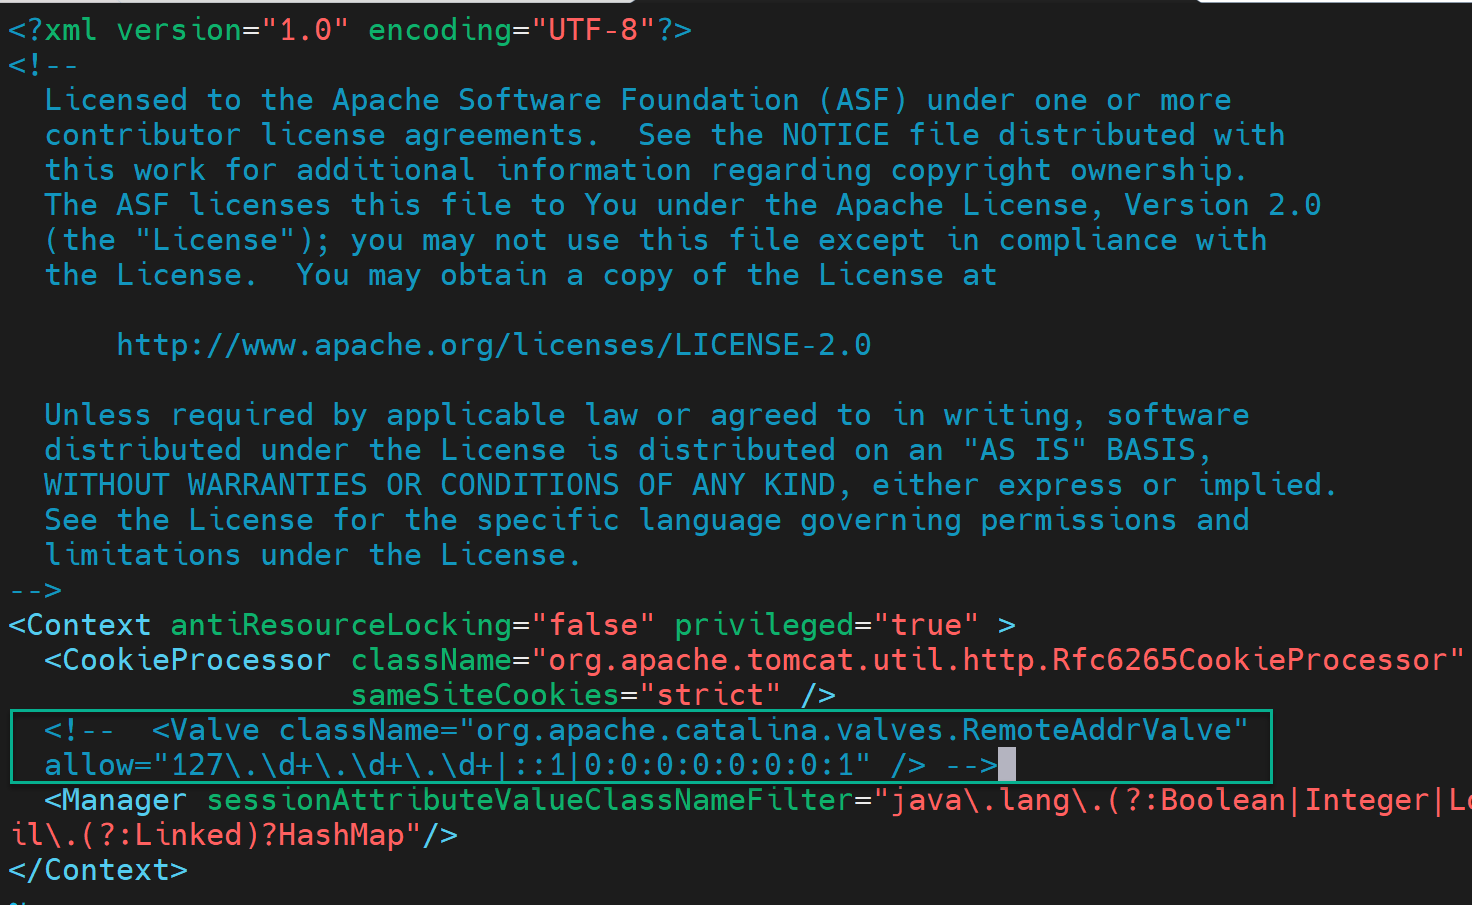 <?xml version="1.0" encoding="UTF-8"?>
<!--
  Licensed to the Apache Software Foundation (ASF) under one or more
  contributor license agreements.  See the NOTICE file distributed with
  this work for additional information regarding copyright ownership.
  The ASF licenses this file to You under the Apache License, Version 2.0
  (the "License"); you may not use this file except in compliance with
  the License.  You may obtain a copy of the License at

      http://www.apache.org/licenses/LICENSE-2.0

  Unless required by applicable law or agreed to in writing, software
  distributed under the License is distributed on an "AS IS" BASIS,
  WITHOUT WARRANTIES OR CONDITIONS OF ANY KIND, either express or implied.
  See the License for the specific language governing permissions and
  limitations under the License.
-->
<Context antiResourceLocking="false" privileged="true" >
  <CookieProcessor className="org.apache.tomcat.util.http.Rfc6265CookieProcessor"
                   sameSiteCookies="strict" />
  <!--  <Valve className="org.apache.catalina.valves.RemoteAddrValve"
  allow="127\.\d+\.\d+\.\d+|::1|0:0:0:0:0:0:0:1" /> -->
  <Manager sessionAttributeValueClassNameFilter="java\.lang\.(?:Boolean|Integer|
il\.(?:Linked)?HashMap"/>
</Context>